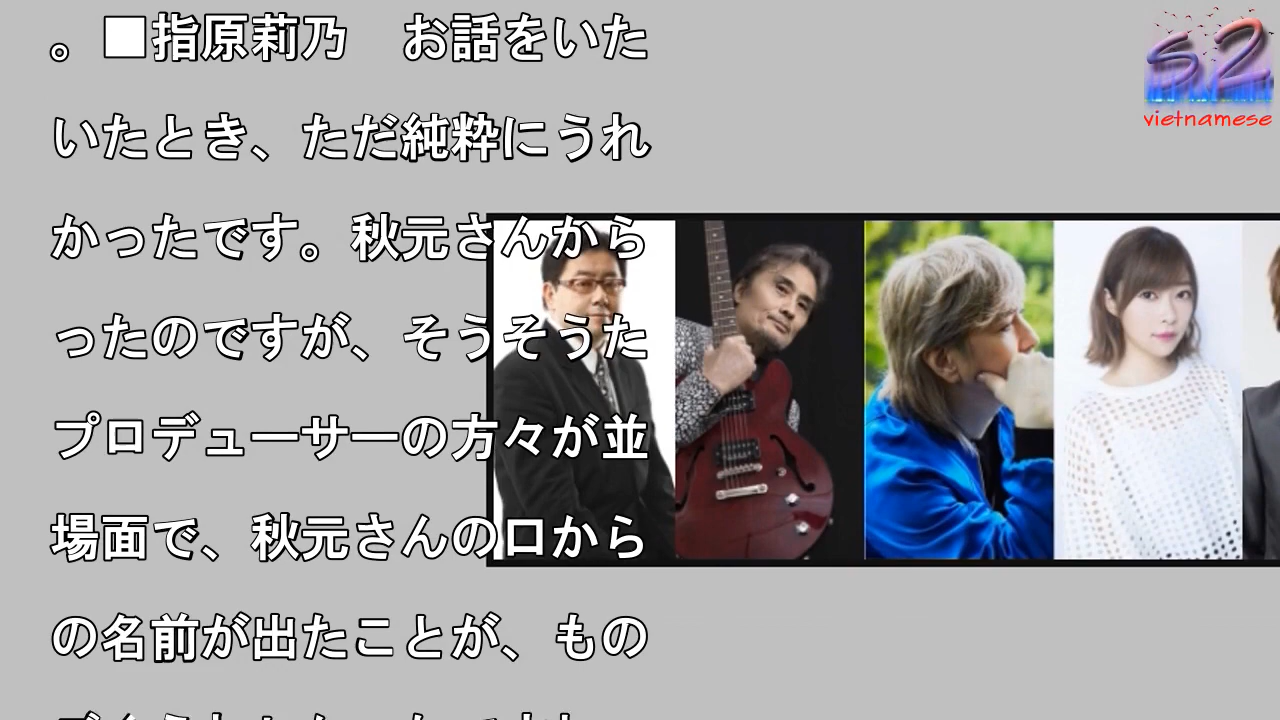 。■指原莉乃　お話をいた
いたとき、ただ純粋にうれ
かったです。秋元さんから
ったのですが、そうそうた
プロデューサーの方々が並
場面で、秋元さんの口から
の名前が出たことが、もの
s2
vietnamese